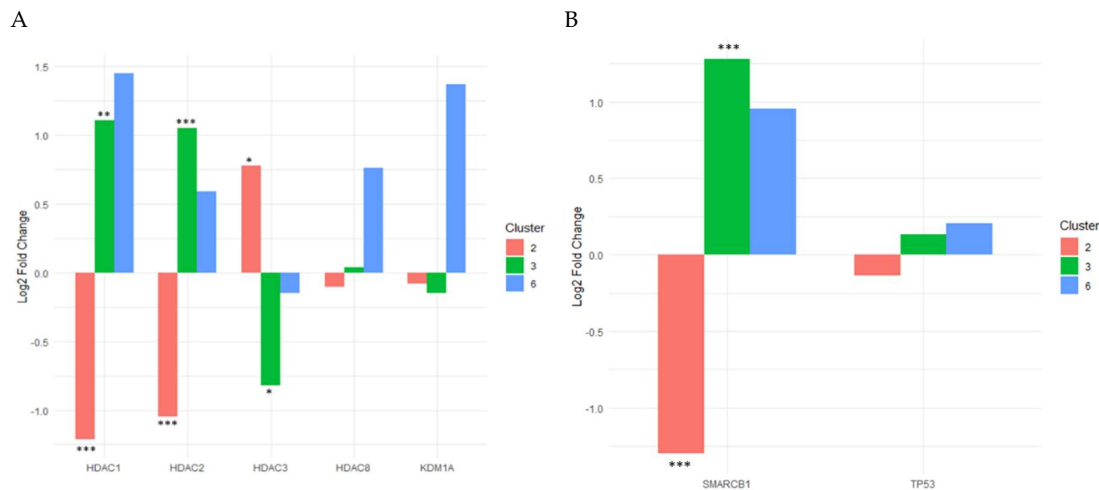 A
B
Log2 Fold Change
1.5
1.0
0.5
0.0
-0.5
-1.0
***
**
***
***
*
*
HDAC1
HDAC2
HDAC3
HDAC8
KDM1A
Cluster
2
3
6
Log2 Fold Change
1.0
0.5
0.0
-0.5
-1.0
***
***
SMARCB1
TP53
Cluster
2
3
6